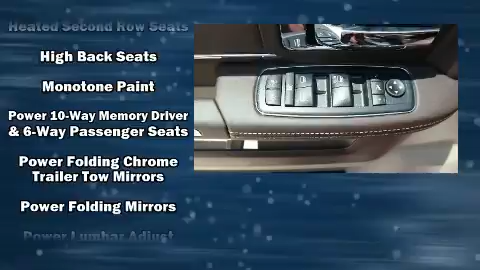 Heated Second Row Seats
High Back Seats
Monotone Paint
Power 10-Way Memory Driver
& 6-Way Passenger Seats
Power Folding Chrome
Trailer Tow Mirrors
Power Folding Mirrors
Power Lumbar Adjust